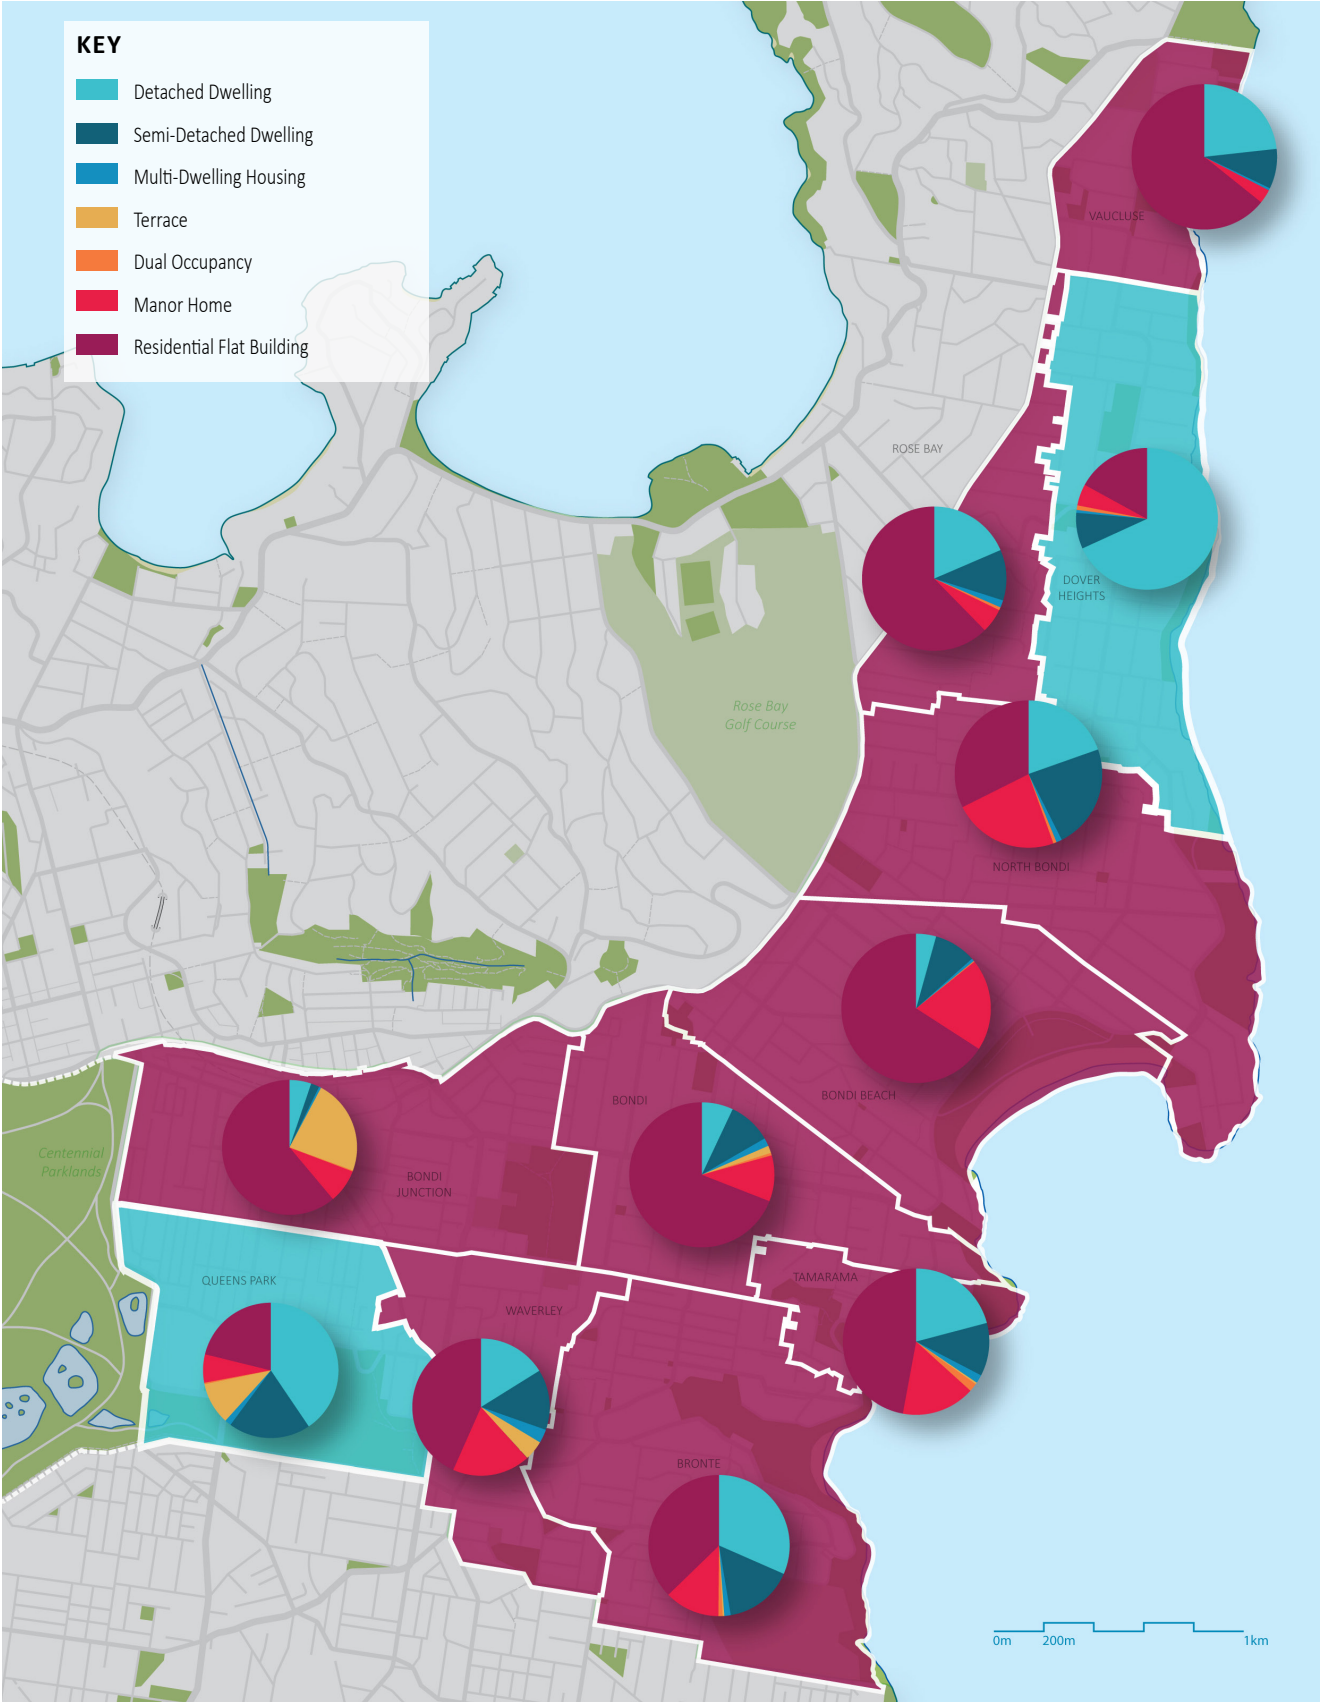 KEY
Detached Dwelling
Semi-Detached Dwelling
Multi-Dwelling Housing
Terrace
Dual Occupancy
Manor Home
Residential Flat Building
VAUCLUSE
ROSE BAY
DOVER
HEIGHTS
Rose Bay
Golf Course
NORTH BONDI
BONDI BEACH
BONDI
Centennial
Parklands
BONDI
JUNCTION
QUEENS PARK
TAMARAMA
WAVERLEY
BRONTE
0m 200m 1km